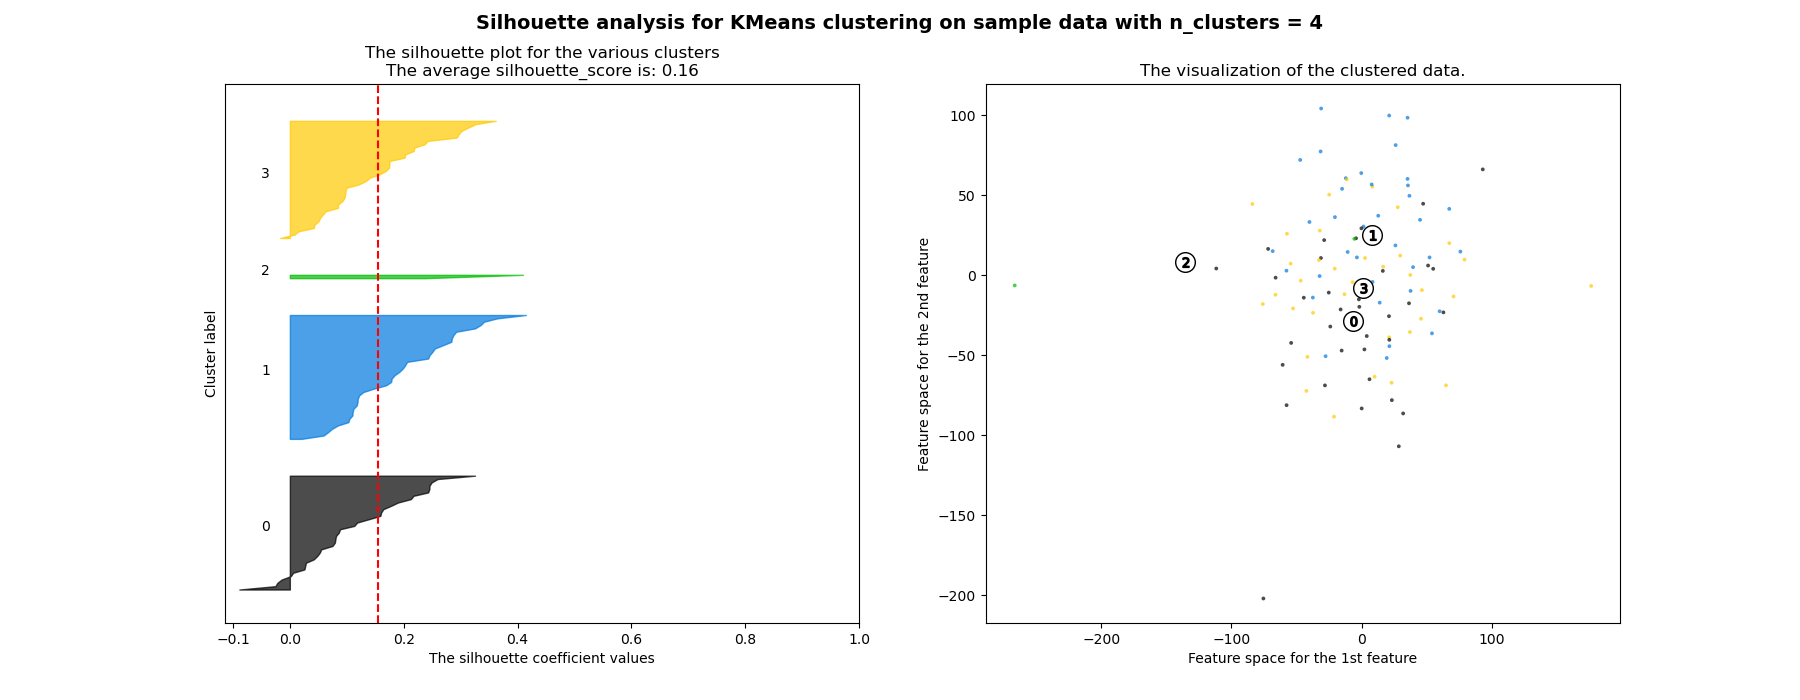 Silhouette analysis for KMeans clustering on sample data with n_clusters = 4
The silhouette plot for the various clusters
The average silhouette_score is: 0.16
3
2
1
0
Cluster label
−0.1 0.0 0.2 0.4 0.6 0.8 1.0
The silhouette coefficient values
The visualization of the clustered data.
100
50
0
−50
−100
−150
−200
Feature space for the 2nd feature
1
2
3
0
−200 −100 0 100
Feature space for the 1st feature